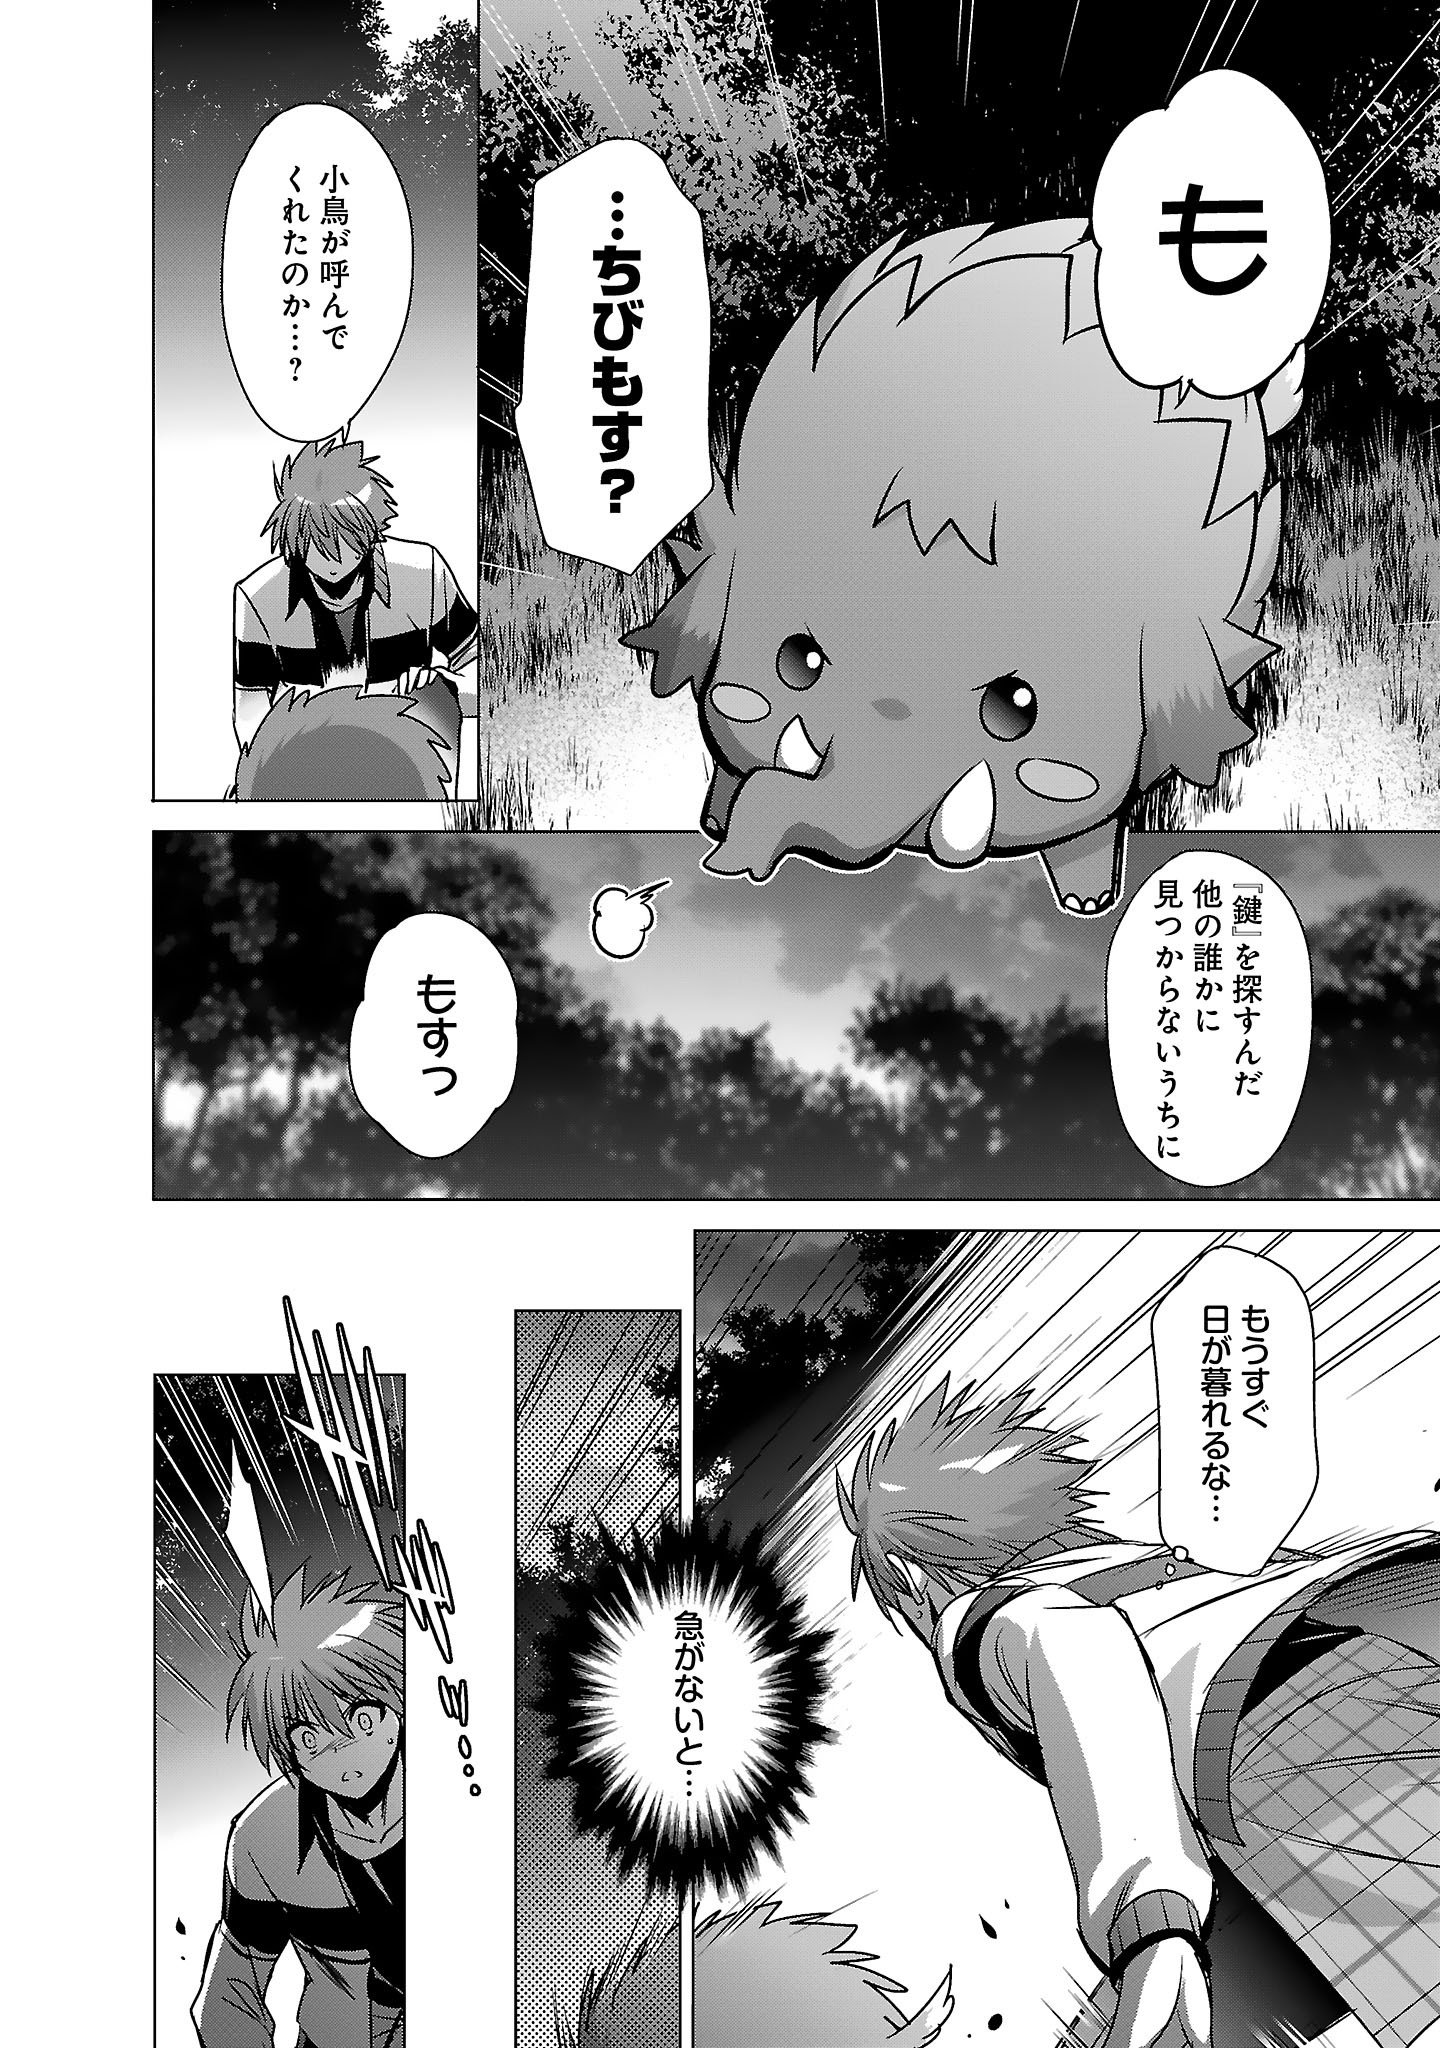 も
…ちびもす？
小鳥が呼んで
くれたのか…？
『鍵』を探すんだ
他の誰かに
見つからないうちに
もすっ
もうすぐ
日が暮れるな…
急がないと…